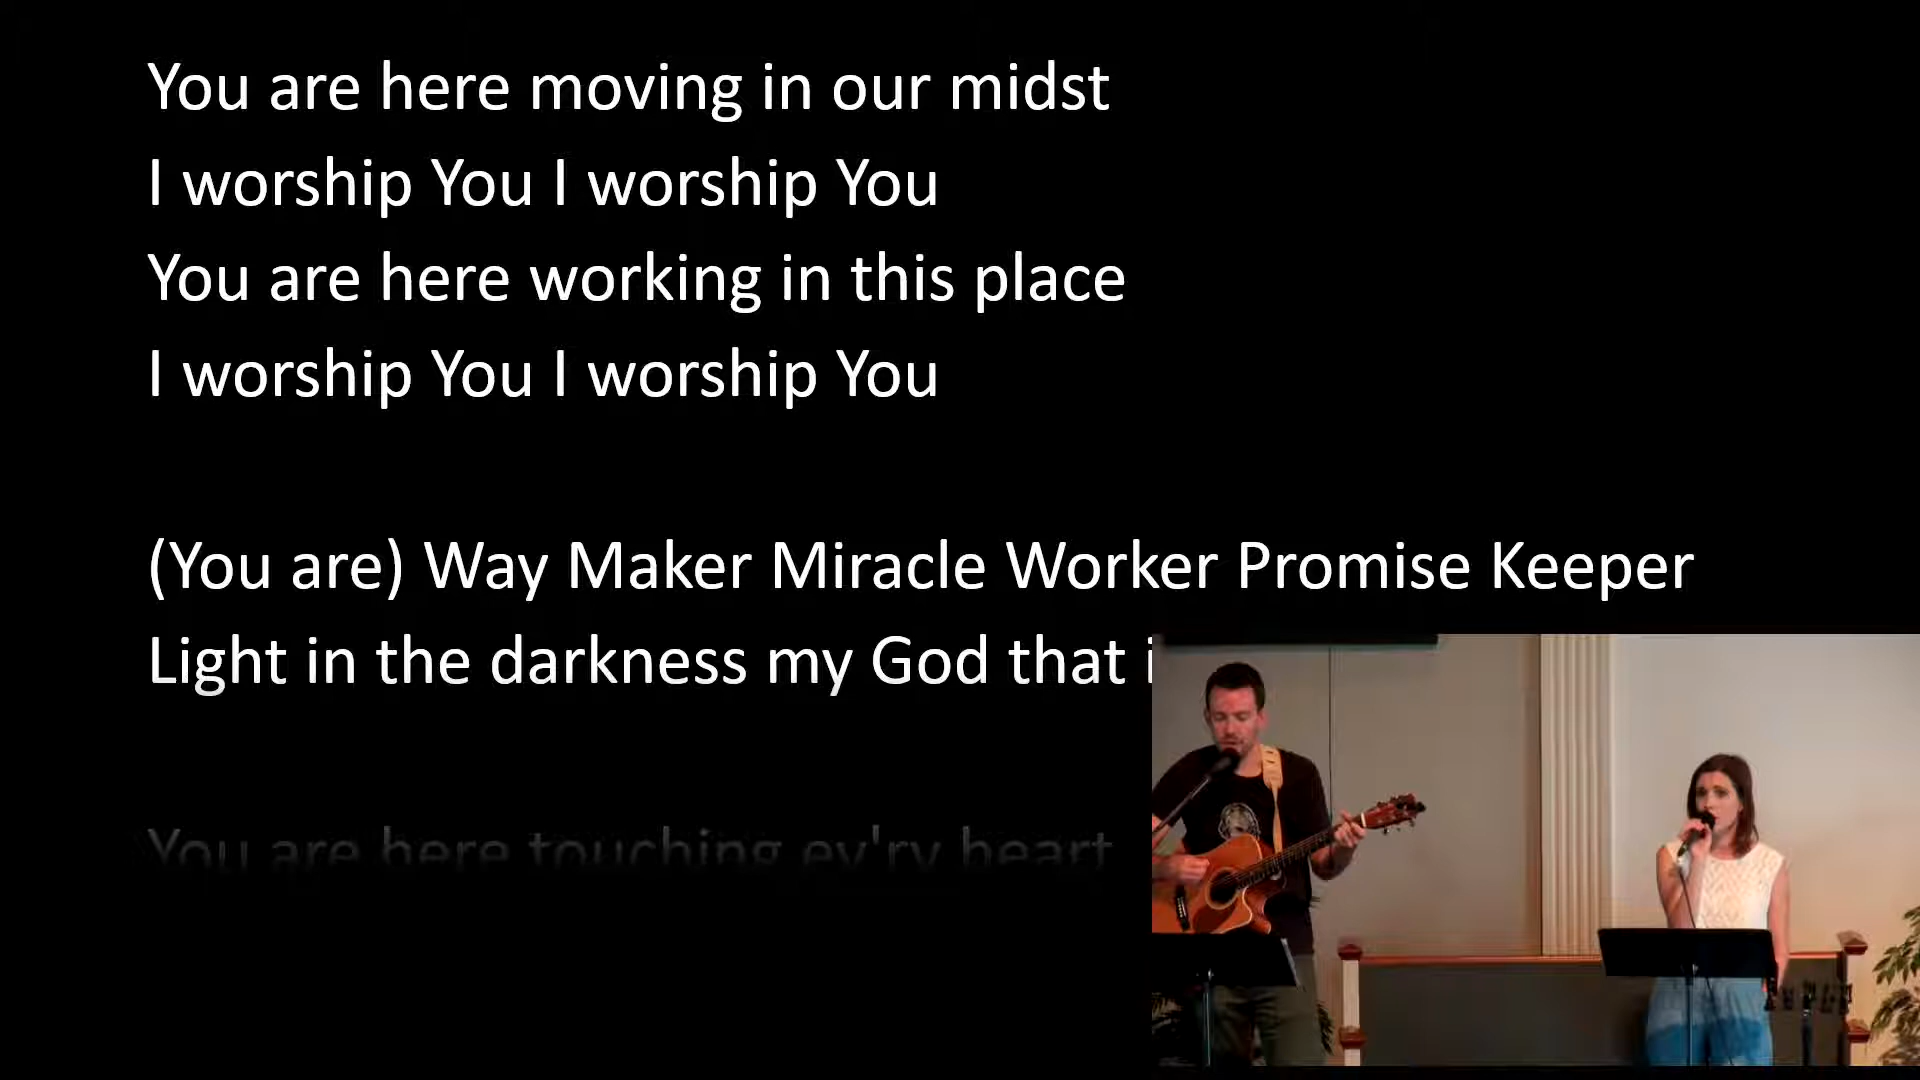 You are here moving in our midst
I worship You I worship You
You are here working in this place
I worship You I worship You
(You are) Way Maker Miracle Worker Promise Keeper
Light in the darkness my God that
You are here touching ev'ry heart